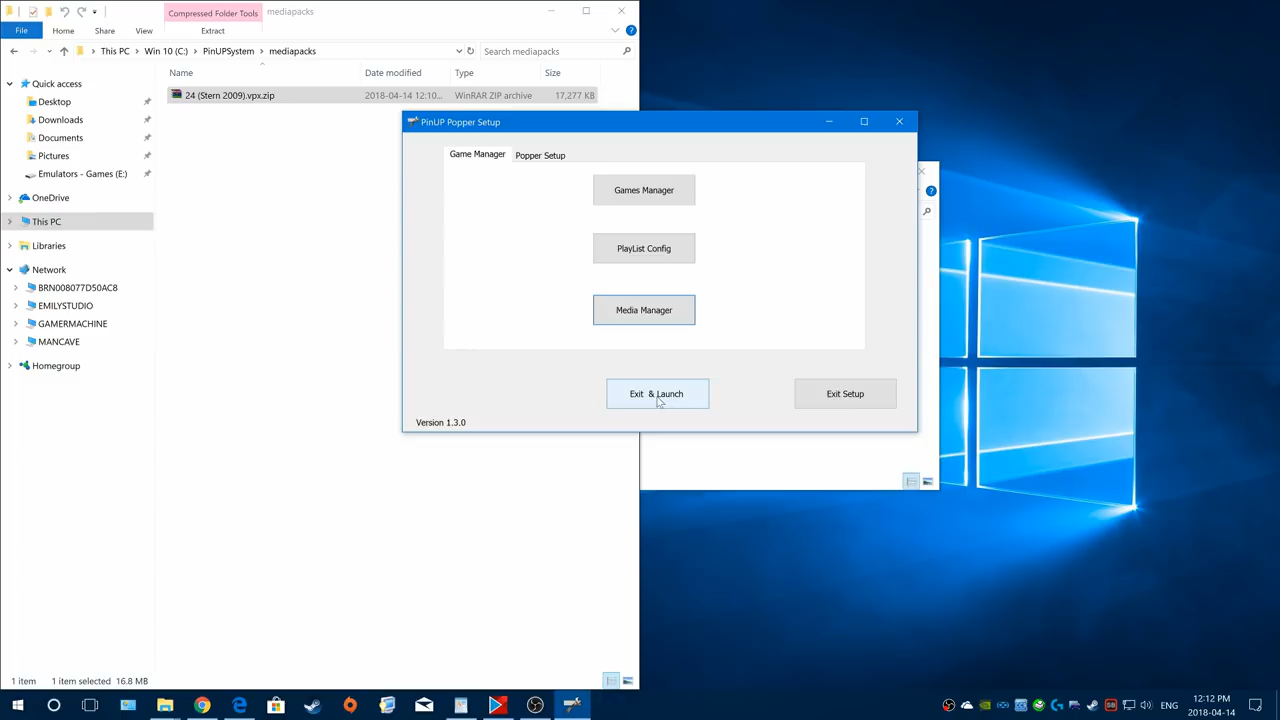 Compressed Folder Tools
mediapacks
File
Home
Share
View
Extract
This PC
Win 10 (C:)
PinUPSystem
mediapacks
Search mediapacks
Name
Date modified
Type
Size
24 (Stern 2009).vpx.zip
2018-04-14 12:10...
WinRAR ZIP archive
17,277 KB
Quick access
Desktop
Downloads
Documents
Pictures
Emulators - Games (E:)
OneDrive
This PC
Libraries
Network
BRN008077D50AC8
EMILYSTUDIO
GAMERMACHINE
MANCAVE
Homegroup
PinUP Popper Setup
Game Manager
Popper Setup
Games Manager
PlayList Config
Media Manager
Exit & Launch
Exit Setup
Version 1.3.0
1 item
1 item selected 16.8 MB
ENG
12:12 PM
2018-04-14